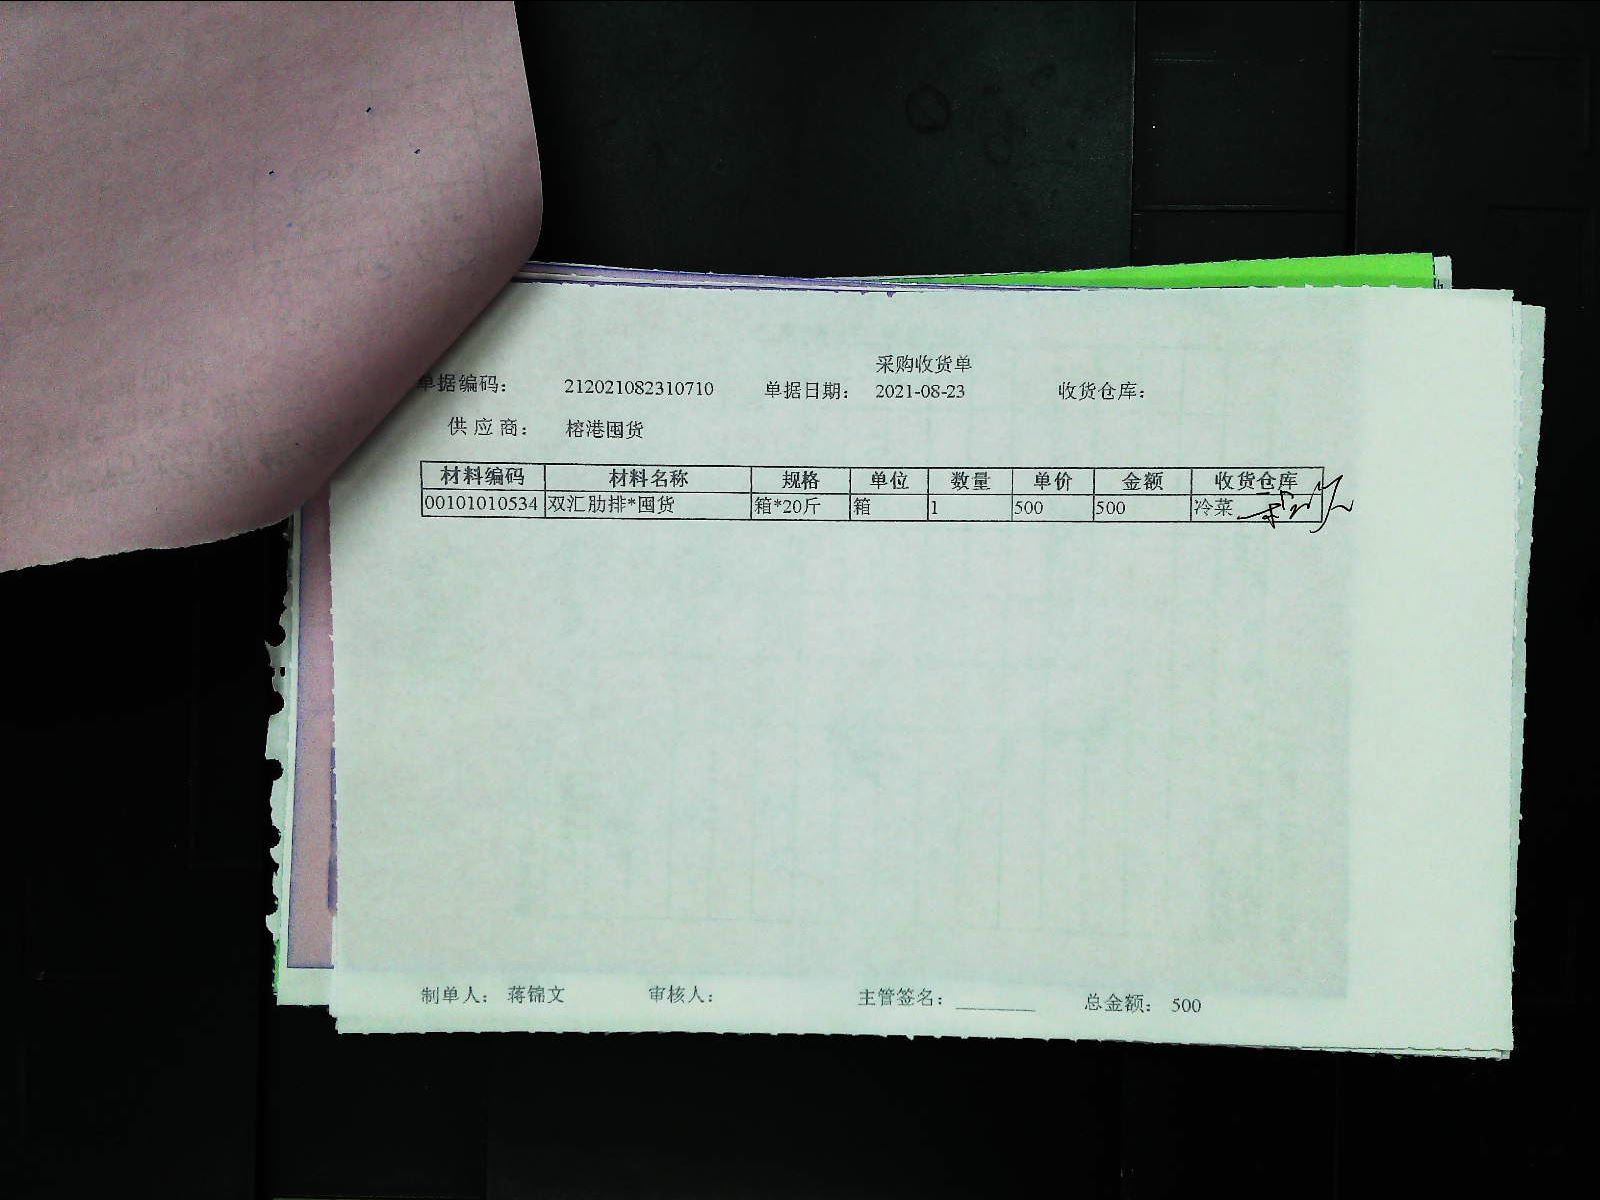 采购收货单
单据编码： 212021082310710 单据日期： 2021-08-23 收货仓库：
供应商： 榕港囤货
材料编码 材料名称 规格 单位 数量 单价 金额 收货仓库
00101010534 双汇肋排*囤货 箱*20斤 箱 1 500 500 冷菜
制单人： 蒋锦文 审核人： 主管签名： 总金额： 500